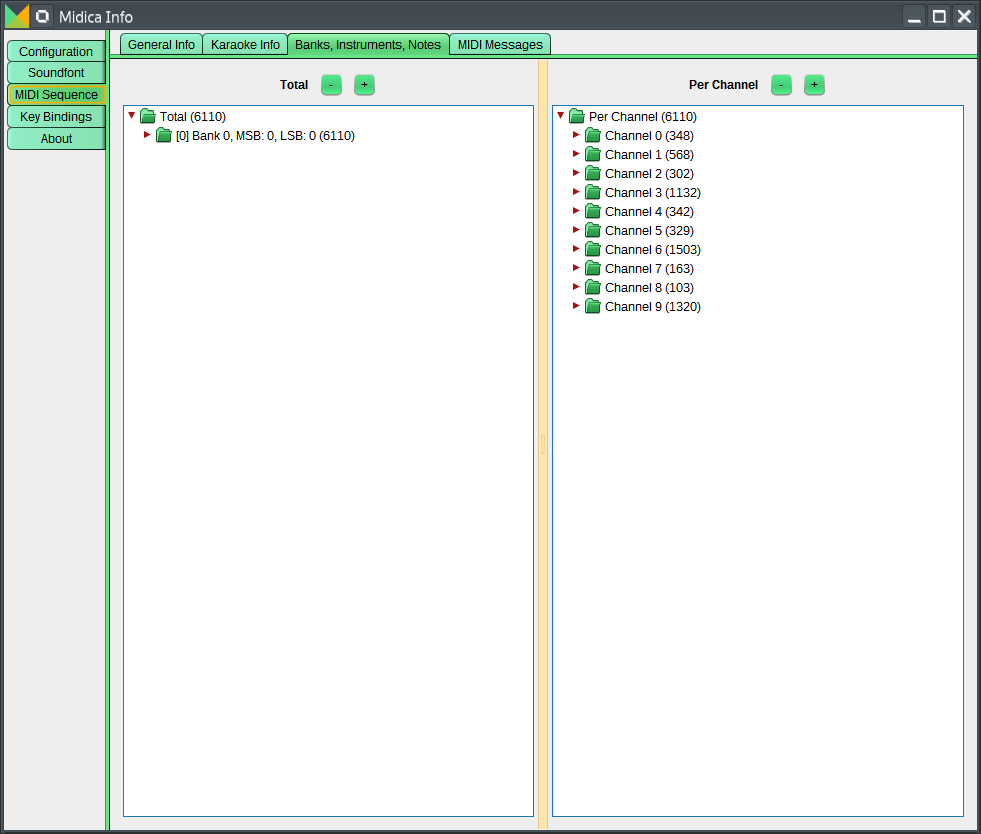 Midica Info
Configuration
Soundfont
MIDI Sequence
Key Bindings
About
General Info
Karaoke Info
Banks, Instruments, Notes
MIDI Messages
Total - +
Total (6110)
[0] Bank 0, MSB: 0, LSB: 0 (6110)
Per Channel - +
Per Channel (6110)
Channel 0 (348)
Channel 1 (568)
Channel 2 (302)
Channel 3 (1132)
Channel 4 (342)
Channel 5 (329)
Channel 6 (1503)
Channel 7 (163)
Channel 8 (103)
Channel 9 (1320)